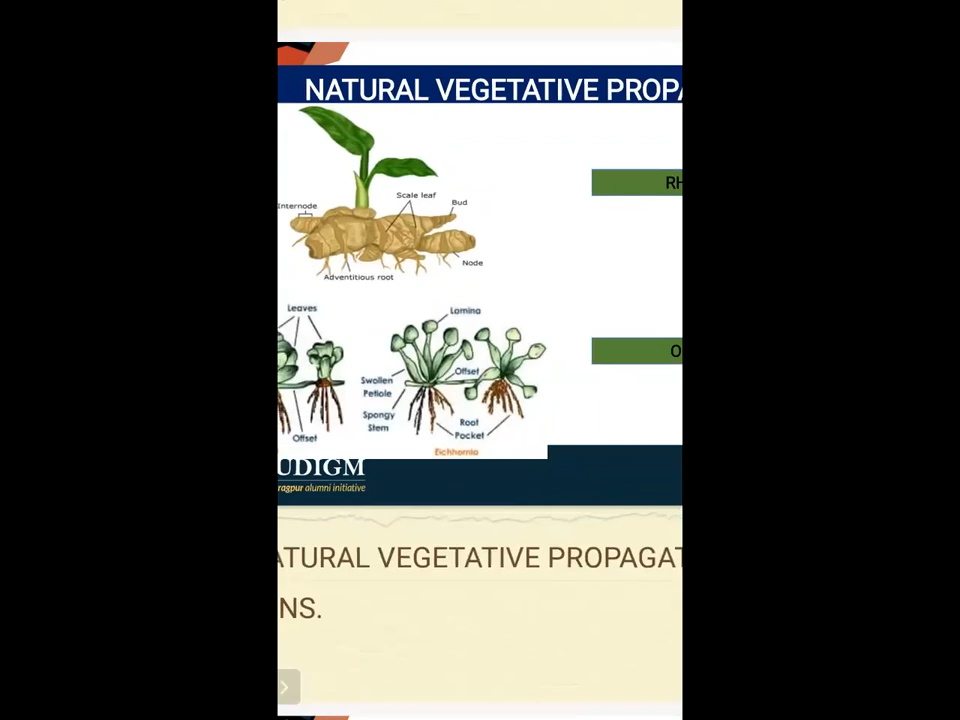 NATURAL VEGETATIVE PROPA
Scale leaf
Internode
Bud
RH
Node
Adventitious root
Leaves
Lamina
O
Offset
Swollen
Petiole
Spongy
Stem
Root
Pocket
Offset
Eichhornia
UDIGM
ragpur alumni initiative
ATURAL VEGETATIVE PROPAGAT
NS.